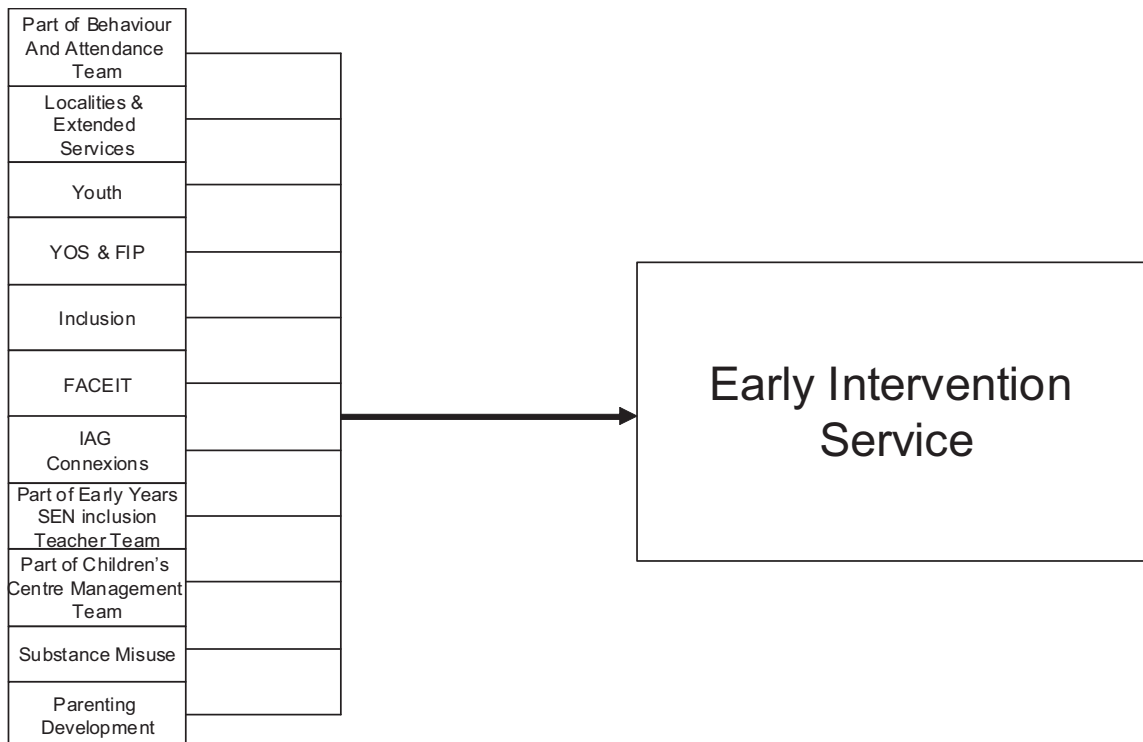 Part of Behaviour
And Attendance
Team
Localities &
Extended
Services
Youth
YOS & FIP
Inclusion
FACEIT
IAG
Connexions
Part of Early Years
SEN inclusion
Teacher Team
Part of Children's
Centre Management
Team
Substance Misuse
Parenting
Development
Early Intervention
Service